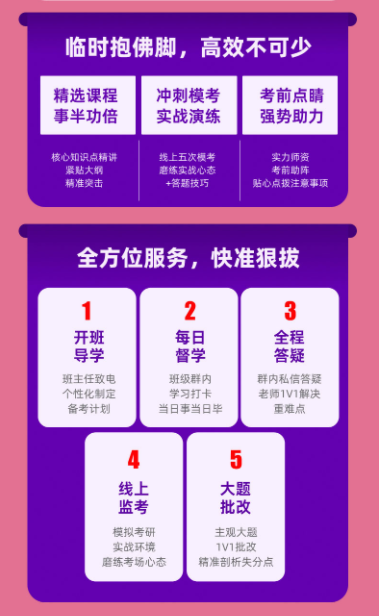 临时抱佛脚，高效不可少
精选课程
事半功倍
冲刺模考
实战演练
考前点睛
强势助力
核心知识点精讲
紧贴大纲
精准突击
线上五次模考
磨练实战心态
+答题技巧
实力师资
考前助阵
贴心点拨注意事项
全方位服务，快准狠拔
1
开班
导学
班主任致电
个性化制定
备考计划
2
每日
督学
班级群内
学习打卡
当日事当日毕
3
全程
答疑
群内私信答疑
老师1V1解决
重难点
4
线上
监考
模拟考研
实战环境
磨练考场心态
5
大题
批改
主观大题
1V1批改
精准剖析失分点